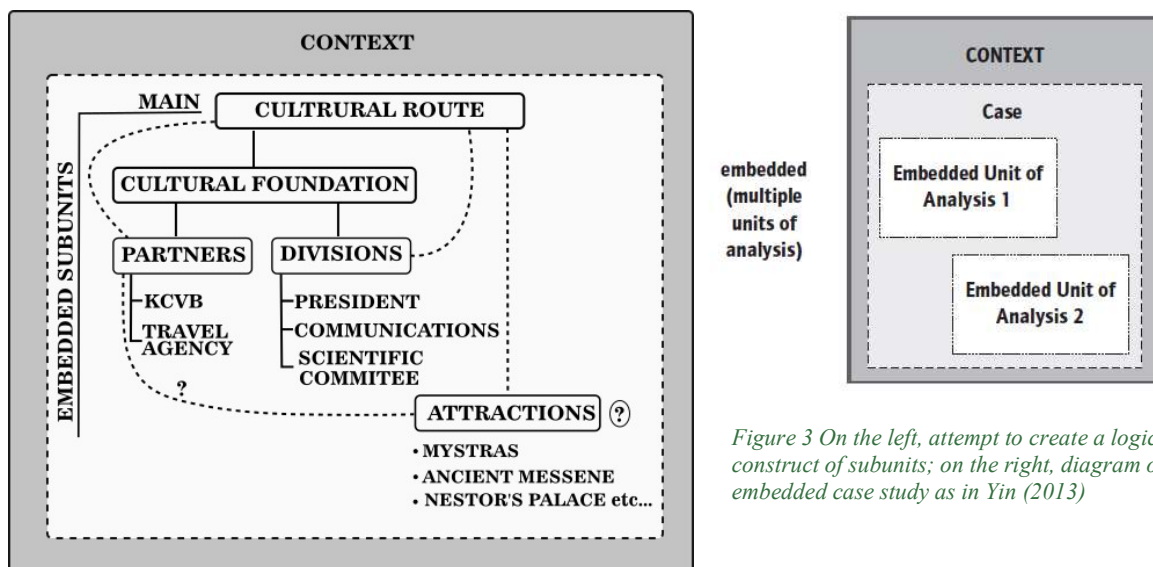 CONTEXT
MAIN
CULTRURAL ROUTE
EMBEDDED SUBUNITS
CULTURAL FOUNDATION
PARTNERS
DIVISIONS
KCVB
TRAVEL
AGENCY
PRESIDENT
COMMUNICATIONS
SCIENTIFIC
COMMITEE
?
ATTRACTIONS
?
• MYSTRAS
• ANCIENT MESSENE
• NESTOR'S PALACE etc...
embedded
(multiple
units of
analysis)
CONTEXT
Case
Embedded Unit of
Analysis 1
Embedded Unit of
Analysis 2
Figure 3 On the left, attempt to create a logic
construct of subunits; on the right, diagram o
embedded case study as in Yin (2013)